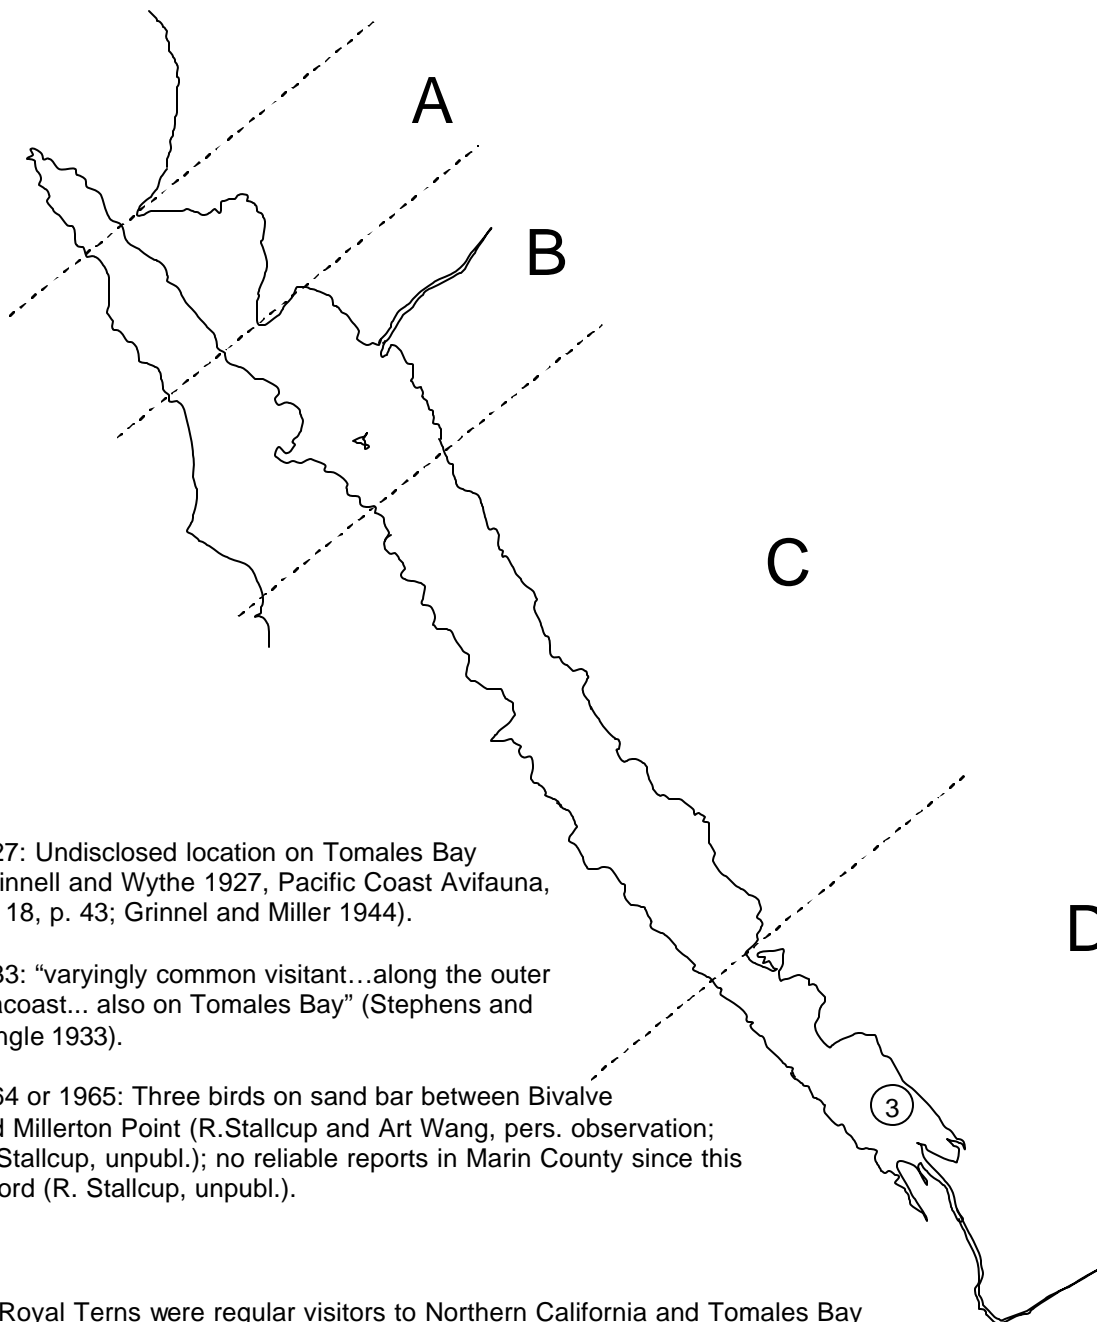 A
B
C
27: Undisclosed location on Tomales Bay
innell and Wythe 1927, Pacific Coast Avifauna,
18, p. 43; Grinnel and Miller 1944).
D
33: “varyingly common visitant…along the outer
acoast... also on Tomales Bay” (Stephens and
ngle 1933).
64 or 1965: Three birds on sand bar between Bivalve
d Millerton Point (R.Stallcup and Art Wang, pers. observation;
Stallcup, unpubl.); no reliable reports in Marin County since this
ord (R. Stallcup, unpubl.).
3
Royal Terns were regular visitors to Northern California and Tomales Bay